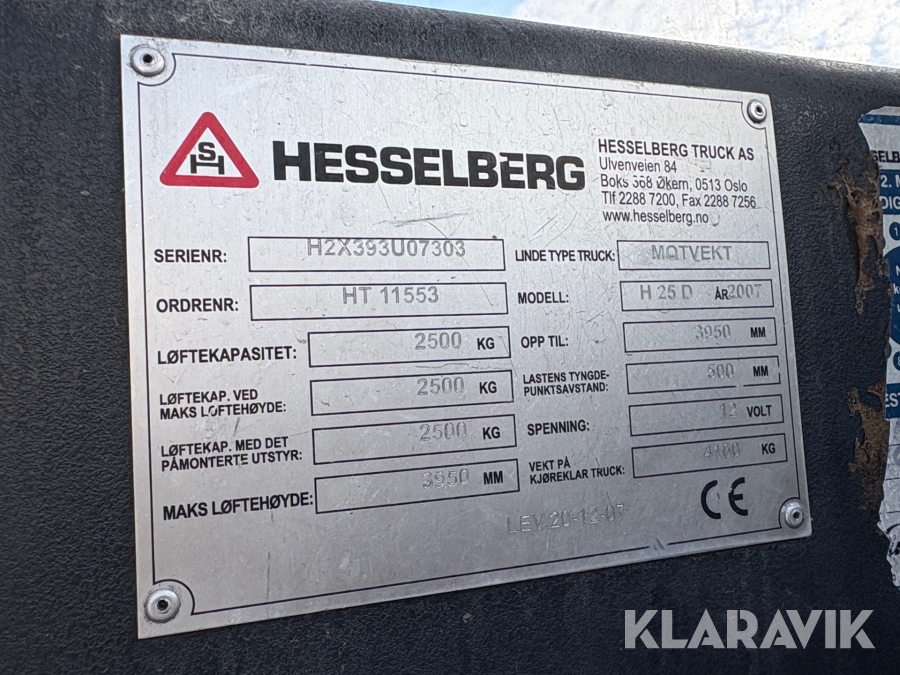 SH HESSELBERG
HESSELBERG TRUCK AS
Ulvenveien 84
Boks 368 Økern, 0513 Oslo
Tlf 2288 7200, Fax 2288 7256
www.hesselberg.no
SERIENR: H2X393U07303
LINDE TYPE TRUCK: MOTVEKT
ORDRENR: HT 11553
MODELL: H 25 D ÅR 2007
LØFTEKAPASITET: 2500 KG
OPP TIL: 3950 MM
LØFTEKAP. VED
MAKS LØFTEHØYDE: 2500 KG
LASTENS TYNGDE-
PUNKTSAVSTAND: 500 MM
LØFTEKAP. MED DET
PÅMONTERTE UTSTYR: 2500 KG
SPENNING: 12 VOLT
MAKS LØFTEHØYDE: 3950 MM
VEKT PÅ
KJØREKLAR TRUCK: KG
LEV.20-12-07
CE
KLARAVIK